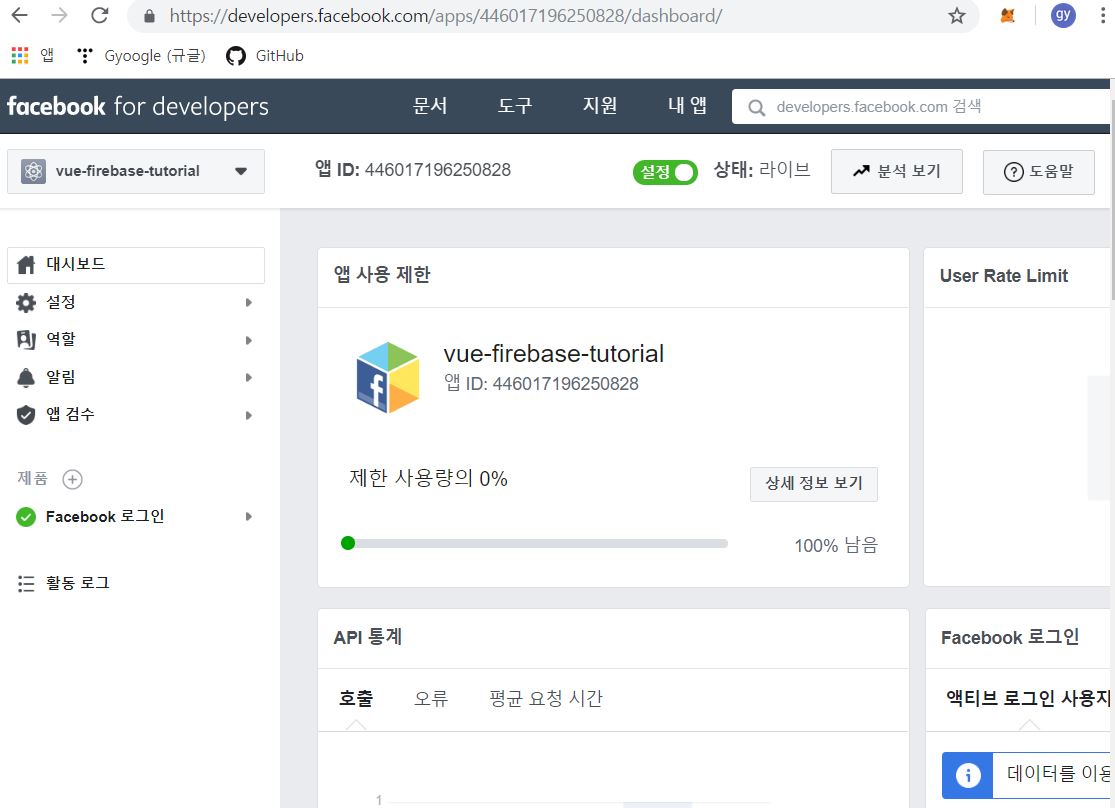 https://developers.facebook.com/apps/446017196250828/dashboard/
gy
앱 Gyoogle (규글) GitHub
facebook for developers 문서 도구 지원 내 앱 developers.facebook.com 검색
vue-firebase-tutorial 앱 ID: 446017196250828 설정 상태: 라이브 분석 보기 도움말
대시보드
설정
역할
알림
앱 검수
제품
Facebook 로그인
활동 로그
앱 사용 제한
vue-firebase-tutorial
앱 ID: 446017196250828
제한 사용량의 0% 상세 정보 보기
100% 남음
User Rate Limit
API 통계
호출 오류 평균 요청 시간
1
Facebook 로그인
액티브 로그인 사용자
데이터를 이용